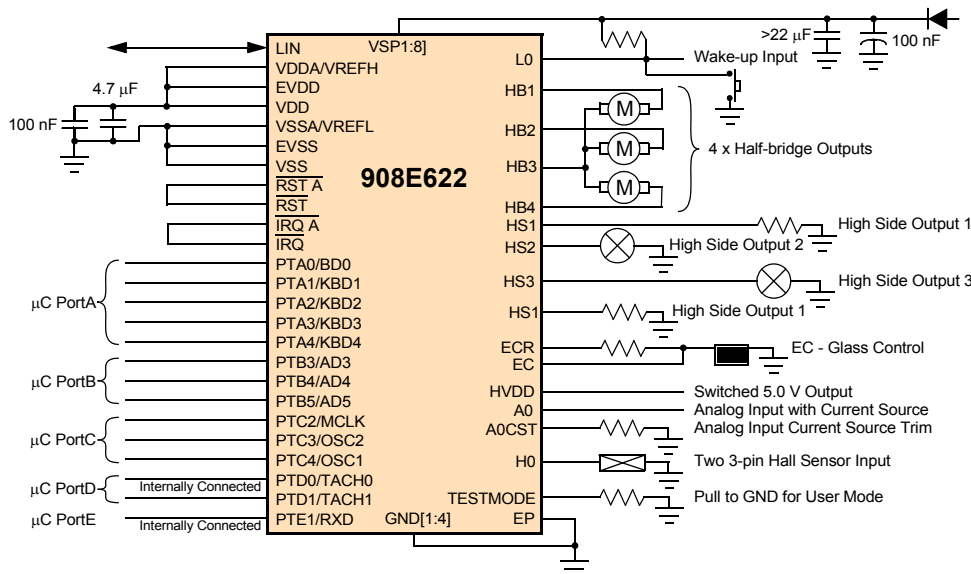 >22 μF
100 nF
LIN
VSP1:8]
L0
Wake-up Input
VDDA/VREFH
EVDD
VDD
4.7 μF
100 nF
VSSA/VREFL
EVSS
VSS
RST A
RST
IRQ A
IRQ
908E622
HB1
M
HB2
M
HB3
M
HB4
4 x Half-bridge Outputs
HS1
High Side Output 1
HS2
High Side Output 2
HS3
High Side Output 3
HS1
High Side Output 1
μC PortA
PTA0/BD0
PTA1/KBD1
PTA2/KBD2
PTA3/KBD3
PTA4/KBD4
μC PortB
PTB3/AD3
PTB4/AD4
PTB5/AD5
μC PortC
PTC2/MCLK
PTC3/OSC2
PTC4/OSC1
μC PortD
Internally Connected
PTD0/TACH0
PTD1/TACH1
μC PortE
Internally Connected
PTE1/RXD
GND[1:4]
ECR
EC
EC - Glass Control
HVDD
Switched 5.0 V Output
A0
Analog Input with Current Source
A0CST
Analog Input Current Source Trim
H0
Two 3-pin Hall Sensor Input
TESTMODE
Pull to GND for User Mode
EP